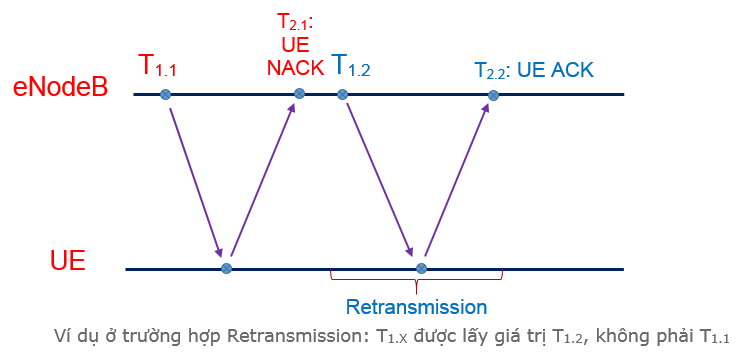 T₂.₁:
UE
NACK
T₁.₁
T₁.₂
T₂.₂: UE ACK
eNodeB
UE
Retransmission
Ví dụ ở trường hợp Retransmission: T₁.ₓ được lấy giá trị T₁.₂, không phải T₁.₁